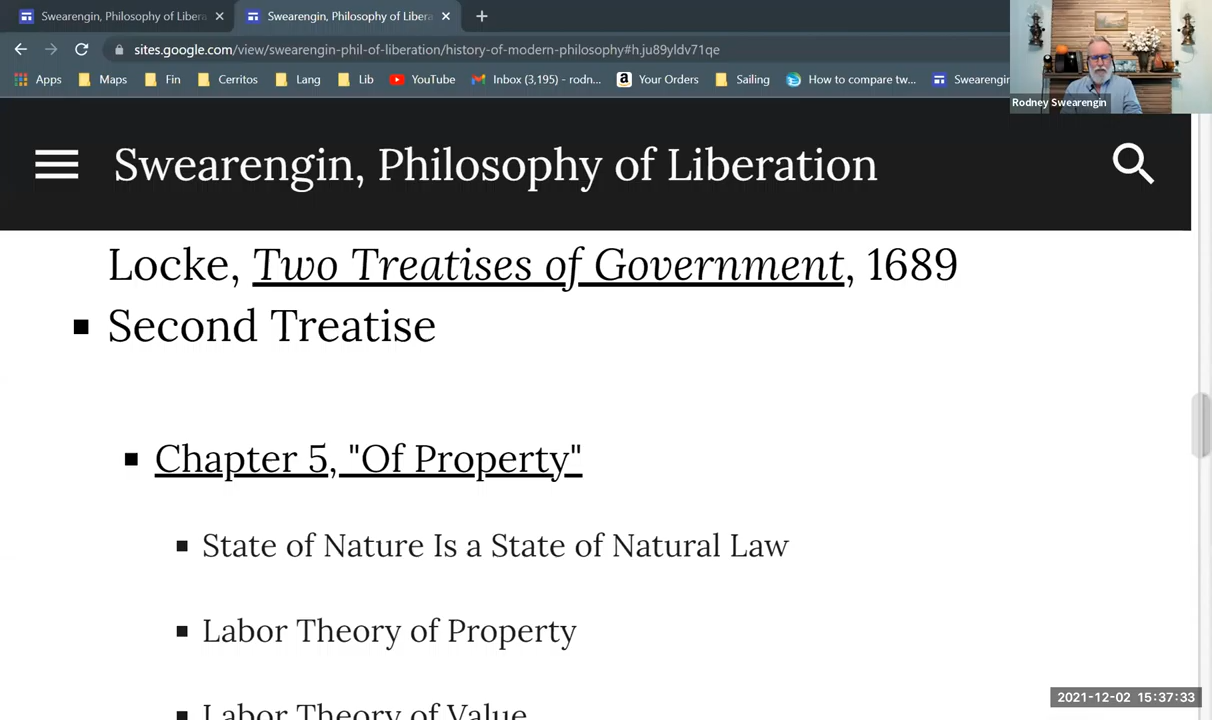 Swearengin, Philosophy of Libera
Swearengin, Philosophy of Libera
sites.google.com/view/swearengin-phil-of-liberation/history-of-modern-philosophy#h.ju89yldv71qe
Apps Maps Fin Cerritos Lang Lib YouTube Inbox (3,195) - rodn... Your Orders Sailing How to compare tw... Swearengin
Rodney Swearengin
Swearengin, Philosophy of Liberation
Locke, Two Treatises of Government, 1689
Second Treatise
Chapter 5, "Of Property"
State of Nature Is a State of Natural Law
Labor Theory of Property
Labor Theory of Value
2021-12-02 15:37:33